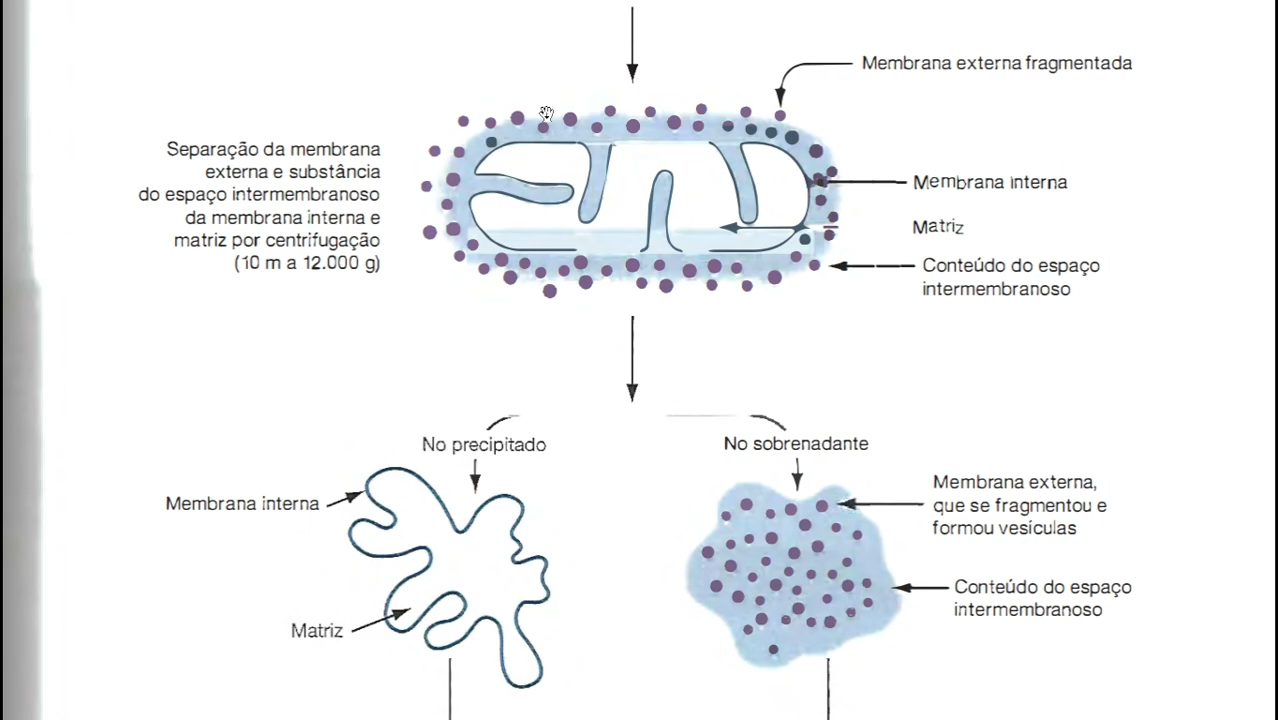 Membrana externa fragmentada
Separação da membrana
externa e substância
do espaço intermembranoso
da membrana interna e
matriz por centrifugação
(10 m a 12.000 g)
Membrana interna
Matriz
Conteúdo do espaço
intermembranoso
No precipitado
No sobrenadante
Membrana interna
Matriz
Membrana externa,
que se fragmentou e
formou vesículas
Conteúdo do espaço
intermembranoso